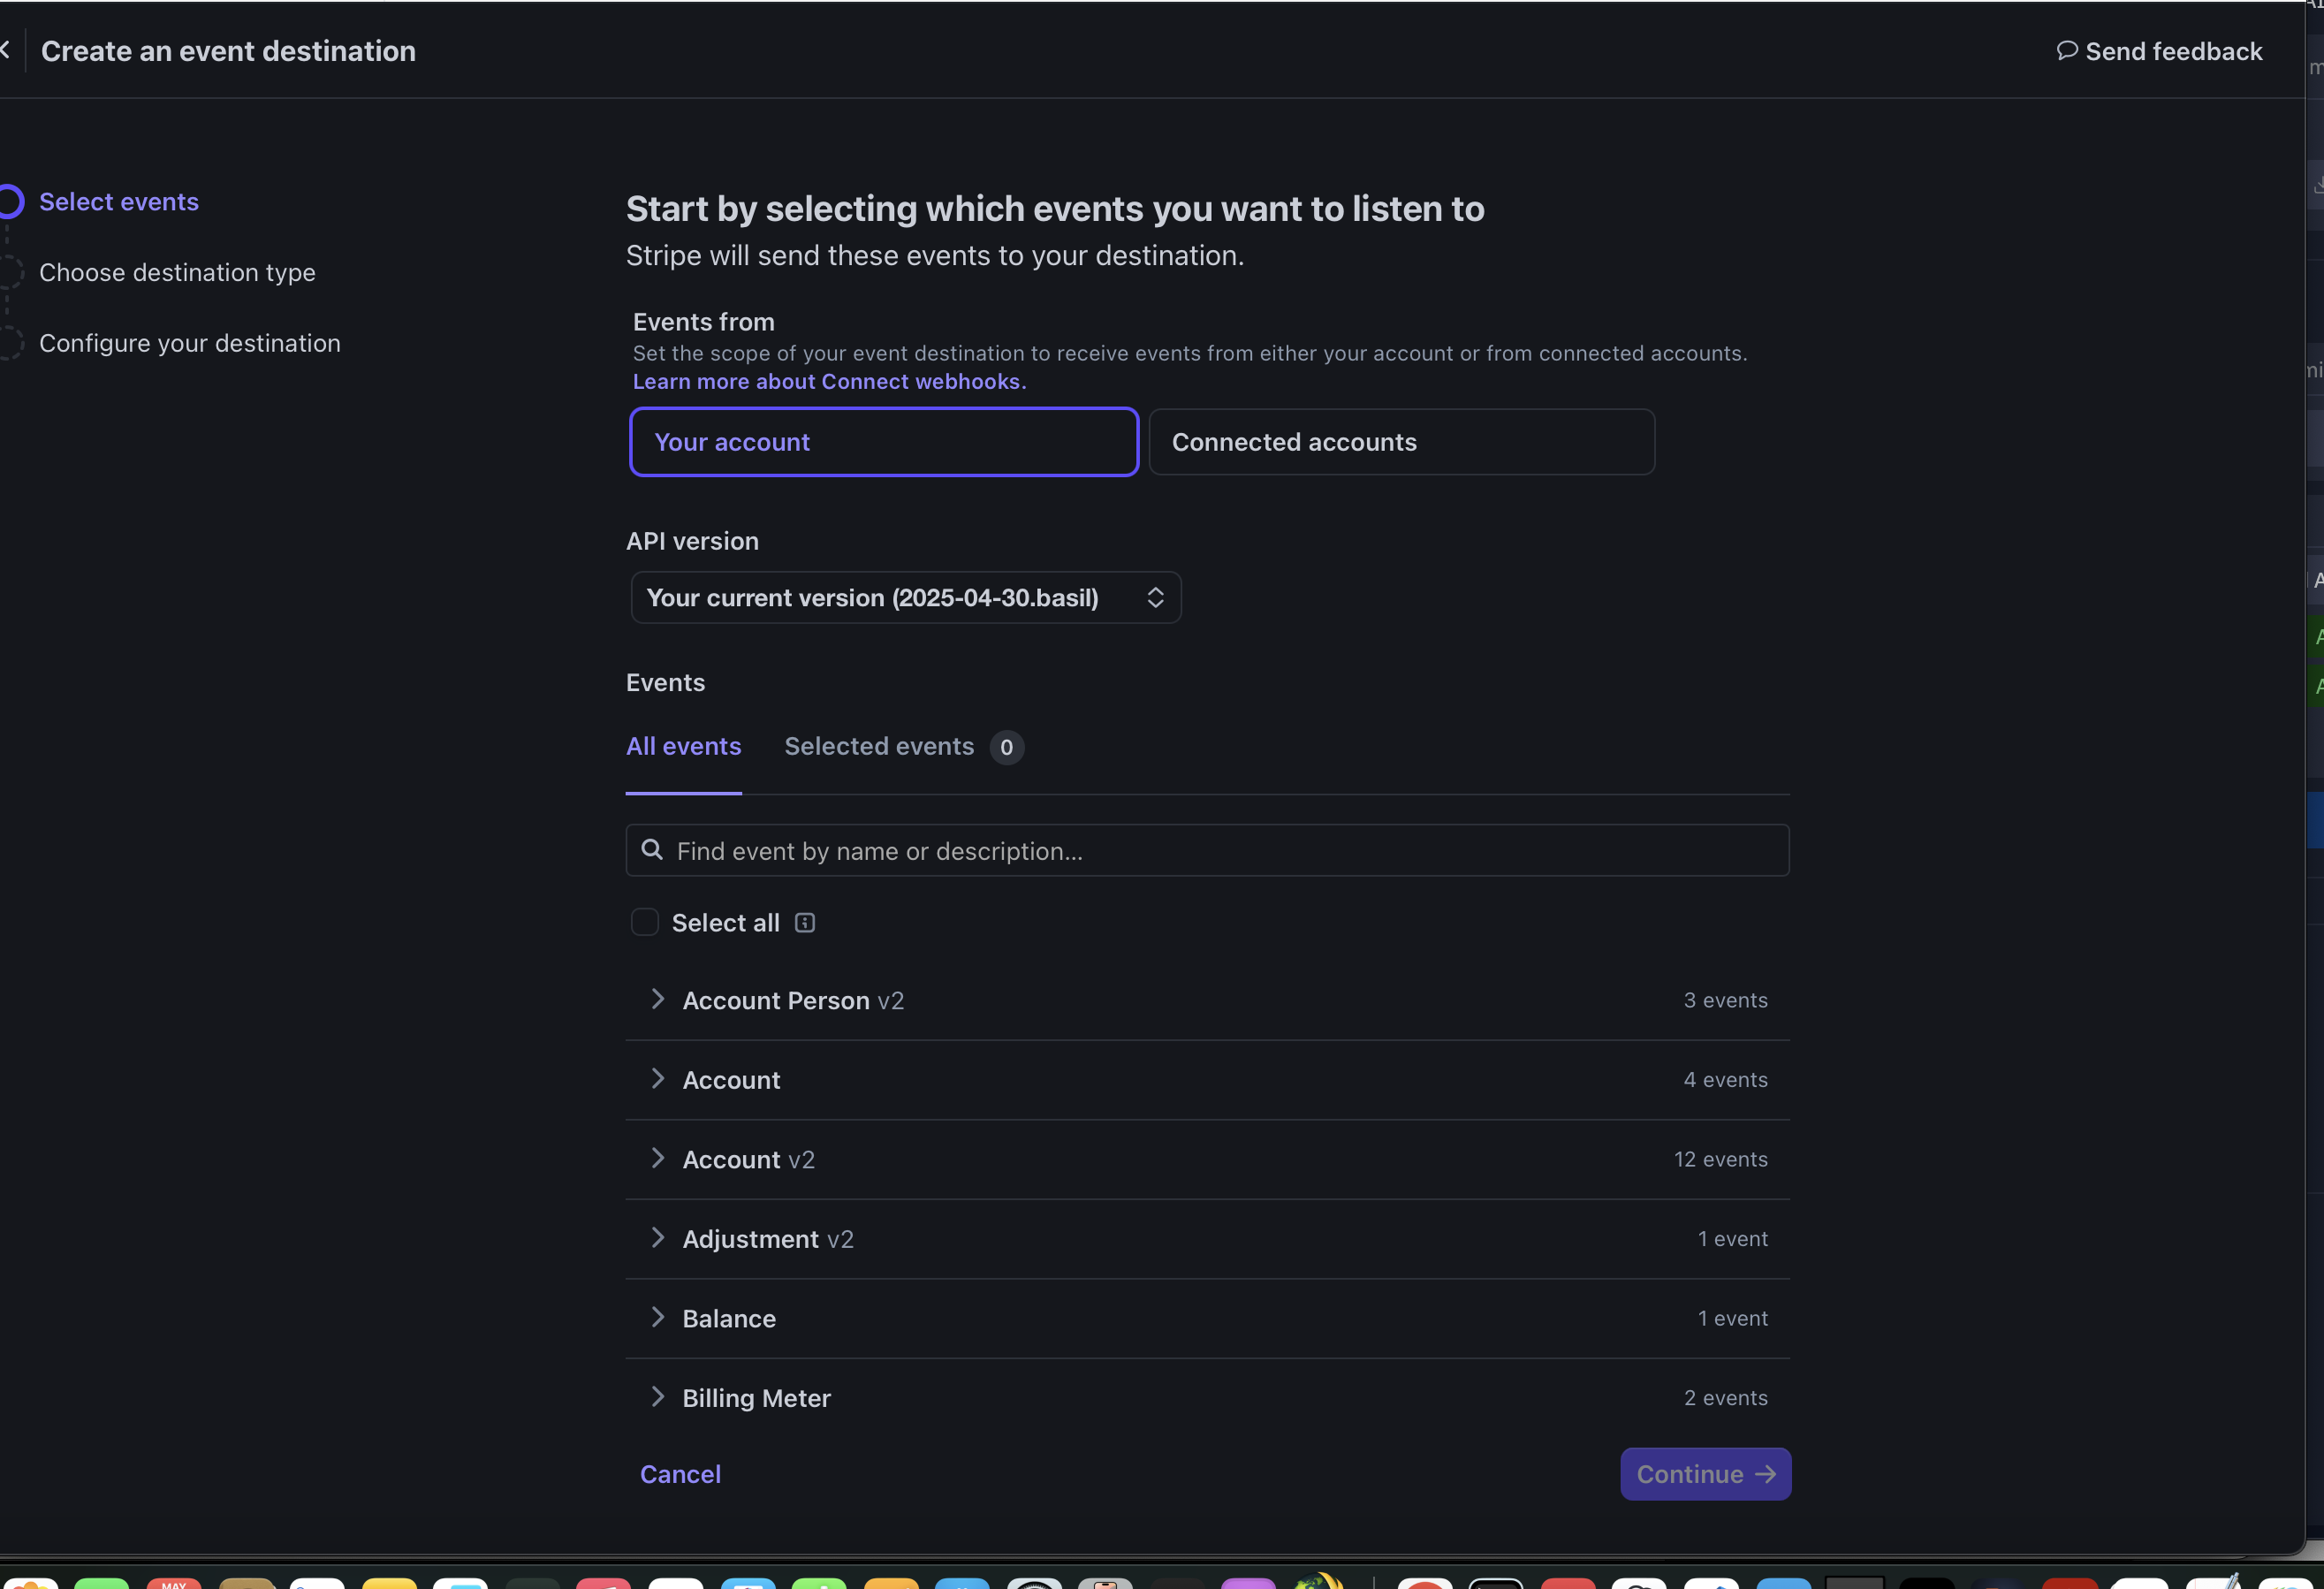 Create an event destination
Send feedback
Select events
Choose destination type
Configure your destination
Start by selecting which events you want to listen to
Stripe will send these events to your destination.
Events from
Set the scope of your event destination to receive events from either your account or from connected accounts.
Learn more about Connect webhooks.
Your account
Connected accounts
API version
Your current version (2025-04-30.basil)
Events
All events
Selected events 0
Find event by name or description...
Select all
Account Person v2
3 events
Account
4 events
Account v2
12 events
Adjustment v2
1 event
Balance
1 event
Billing Meter
2 events
Cancel
Continue →
MAY